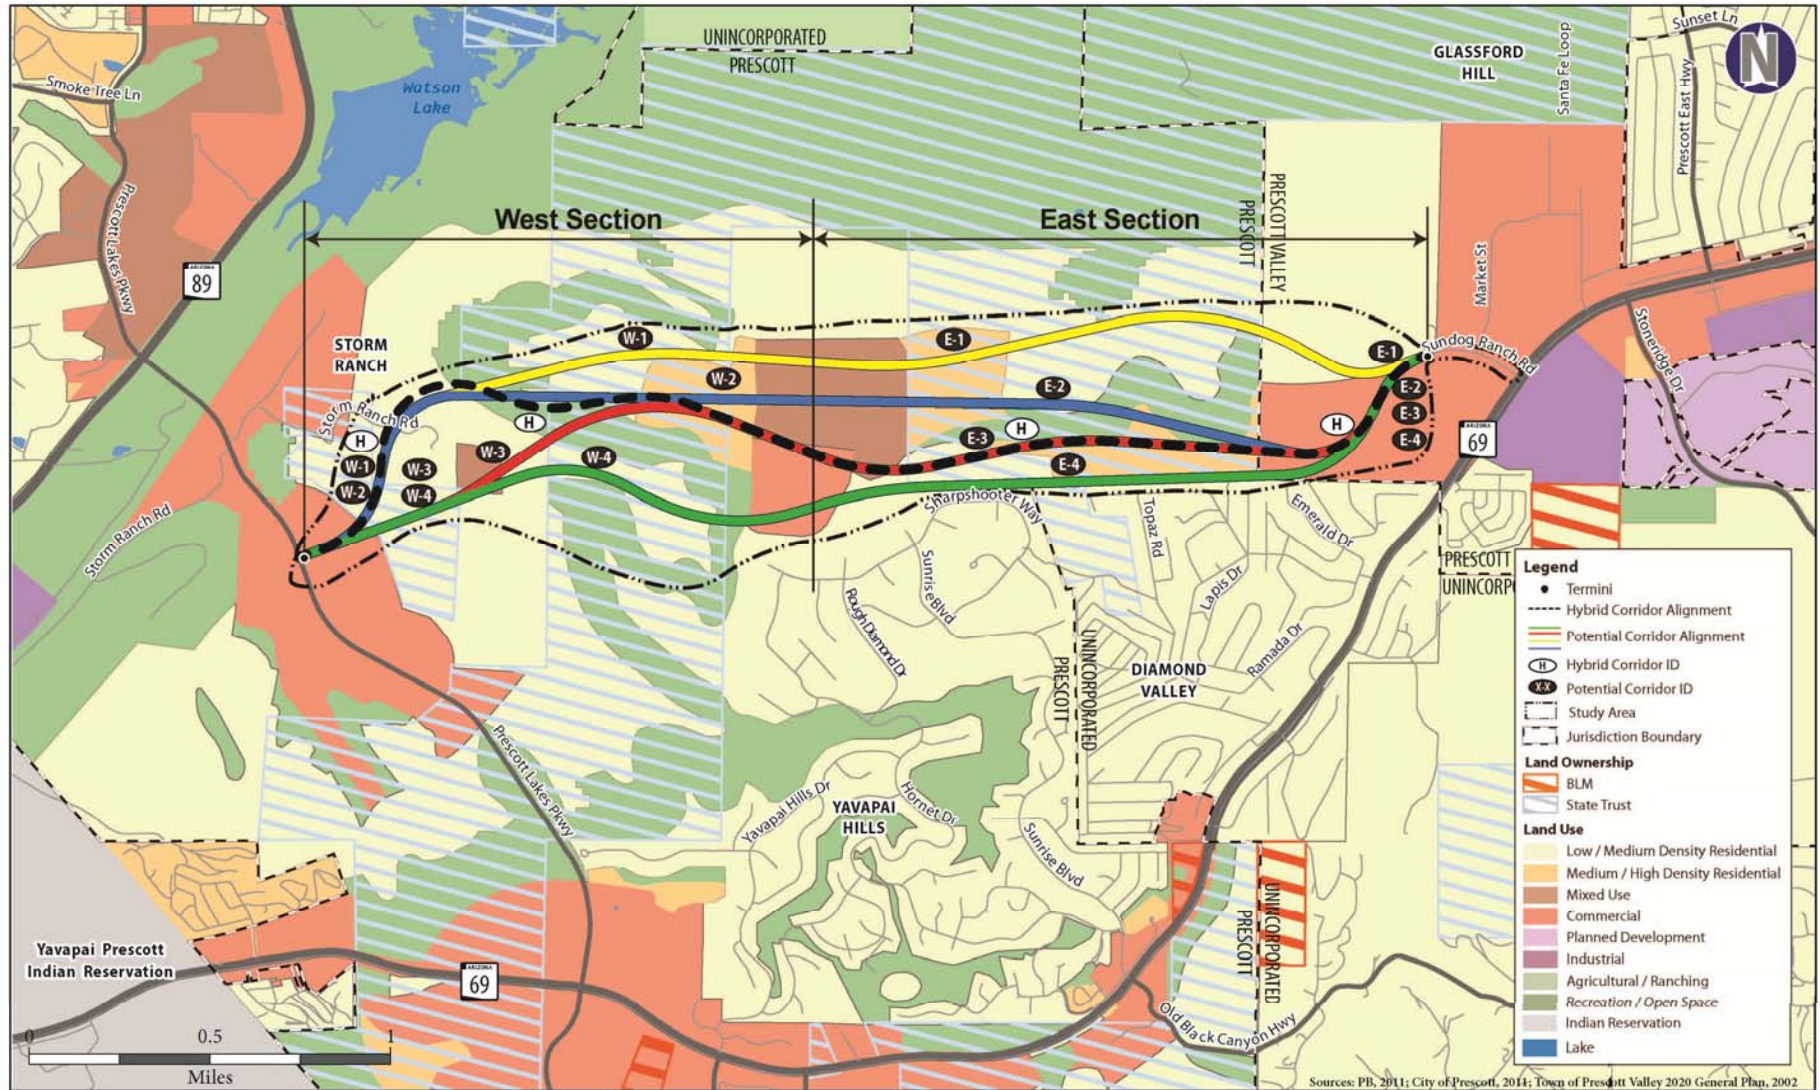 UNINCORPORATED
PRESCOTT
GLASSFORD
HILL
Santa Fe Loop
Sunset Ln
Prescott East Hwy
N
Smoke Tree Ln
Watson
Lake
Prescott Lakes Pkwy
ARIZONA
89
West Section
East Section
PRESCOTT VALLEY
PRESCOTT
Market St
Stoneridge Dr
STORM
RANCH
W-1
E-1
E-1
Sundog Ranch Rd
W-2
E-2
E-2
Storm Ranch Rd
H
H
H
H
E-3
E-3
E-4
E-4
ARIZONA
69
W-1
W-3
W-3
W-4
W-2
W-4
Storm Ranch Rd
Sharpshooter Way
Topaz Rd
Emerald Dr
Sunrise Blvd
Lapis Dr
Rough Diamond Dr
Ramada Dr
PRESCOTT
UNINCORPO
UNINCORPORATED
PRESCOTT
DIAMOND
VALLEY
Prescott Lakes Pkwy
Yavapai Hills Dr
Hornet Dr
YAVAPAI
HILLS
Sunrise Blvd
UNINCORPORATED
PRESCOTT
Yavapai Prescott
Indian Reservation
ARIZONA
69
Old Black Canyon Hwy
0 0.5 1
Miles
Legend
Termini
Hybrid Corridor Alignment
Potential Corridor Alignment
H Hybrid Corridor ID
X-X Potential Corridor ID
Study Area
Jurisdiction Boundary
Land Ownership
BLM
State Trust
Land Use
Low / Medium Density Residential
Medium / High Density Residential
Mixed Use
Commercial
Planned Development
Industrial
Agricultural / Ranching
Recreation / Open Space
Indian Reservation
Lake
Sources: PB, 2011; City of Prescott, 2011; Town of Prescott Valley 2020 General Plan, 2002